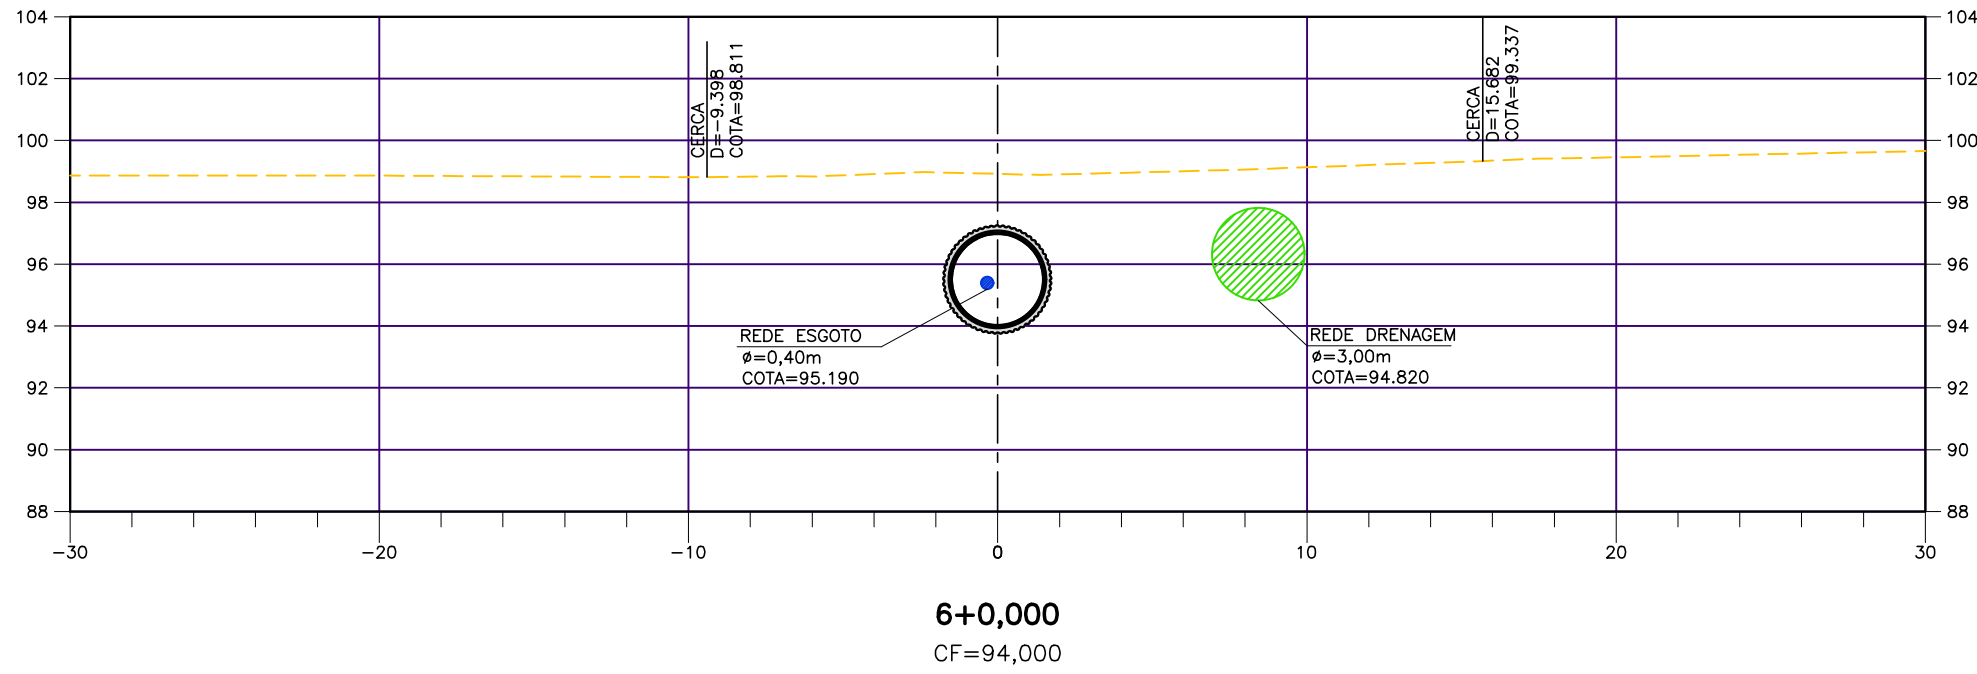 104
104
102
102
100
100
98
98
96
96
94
94
92
92
90
90
88
88
CERCA
D=-9.398
COTA=98.811
CERCA
D=15.682
COTA=99.337
REDE ESGOTO
ø=0,40m
COTA=95.190
REDE DRENAGEM
ø=3,00m
COTA=94.820
-30
-20
-10
0
10
20
30
6+0,000
CF=94,000